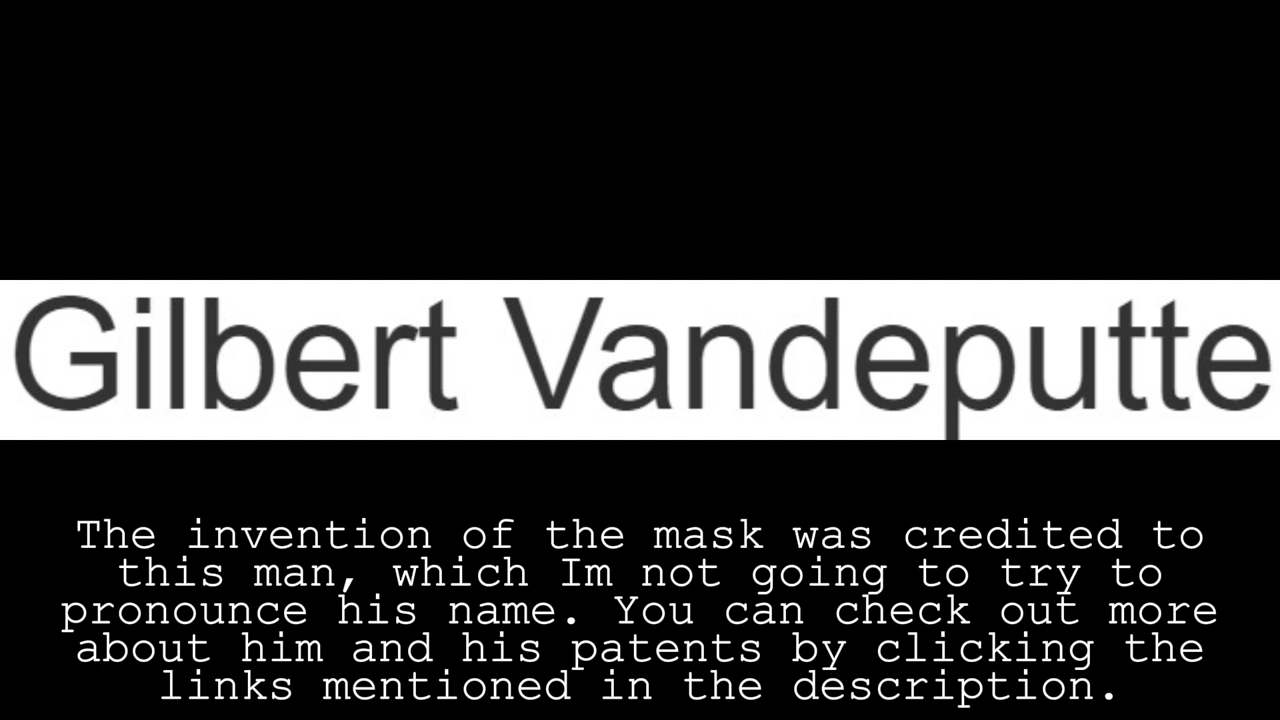 Gilbert Vandeputte
The invention of the mask was credited to
this man, which Im not going to try to
pronounce his name. You can check out more
about him and his patents by clicking the
links mentioned in the description.